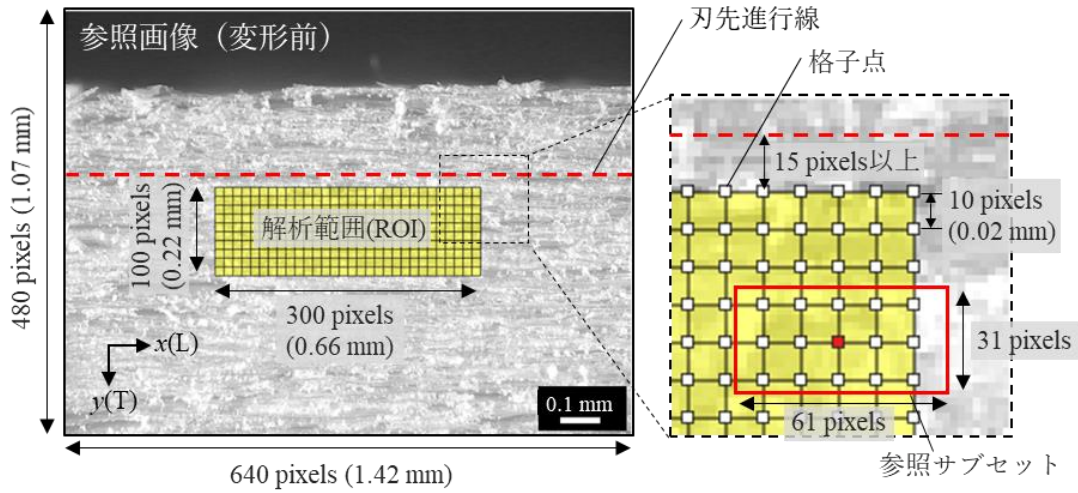 参照画像（変形前）
刃先進行線
格子点
15 pixels以上
10 pixels
(0.02 mm)
解析範囲(ROI)
480 pixels (1.07 mm)
100 pixels
(0.22 mm)
300 pixels
(0.66 mm)
31 pixels
x(L)
y(T)
0.1 mm
61 pixels
参照サブセット
640 pixels (1.42 mm)